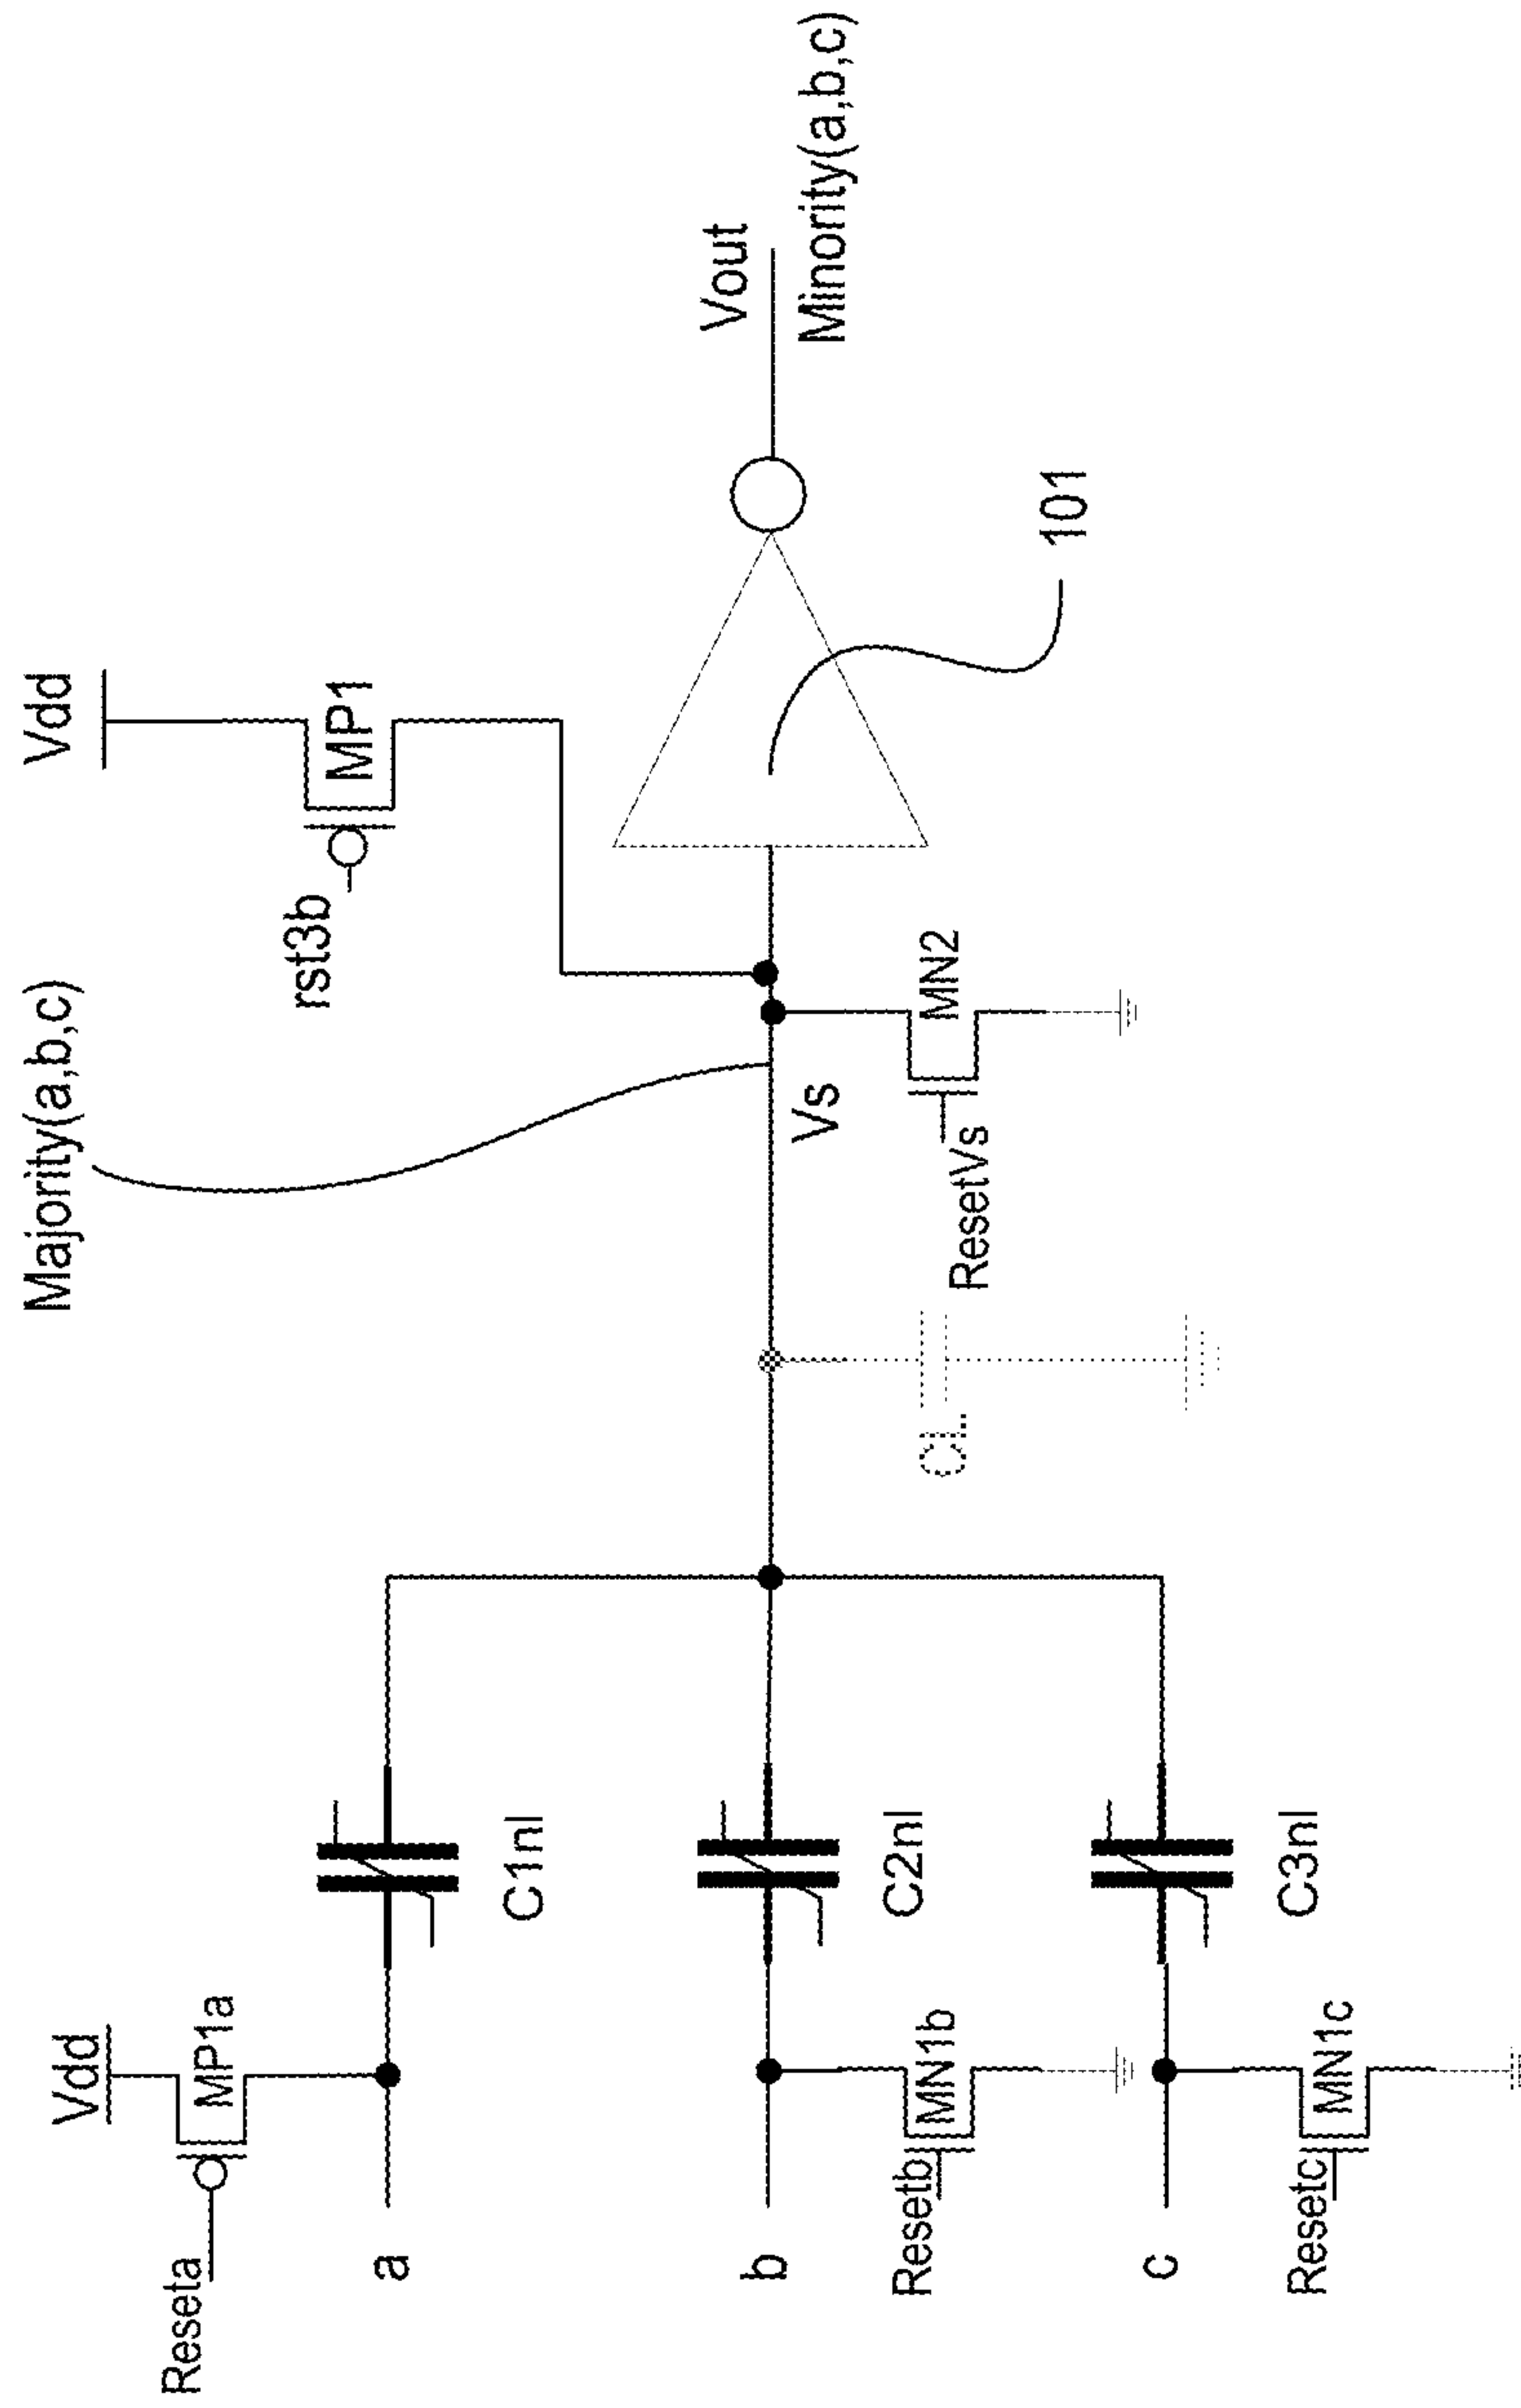 Majority(a,b,c)
Vdd
Vdd
rst3b
MP1
Reseta
MP1a
a
C1nl
Vs
Vout
Minority(a,b,c)
b
C2nl
CL
ResetVs
MN2
101
Resetb
MN1b
c
C3nl
Resetc
MN1c